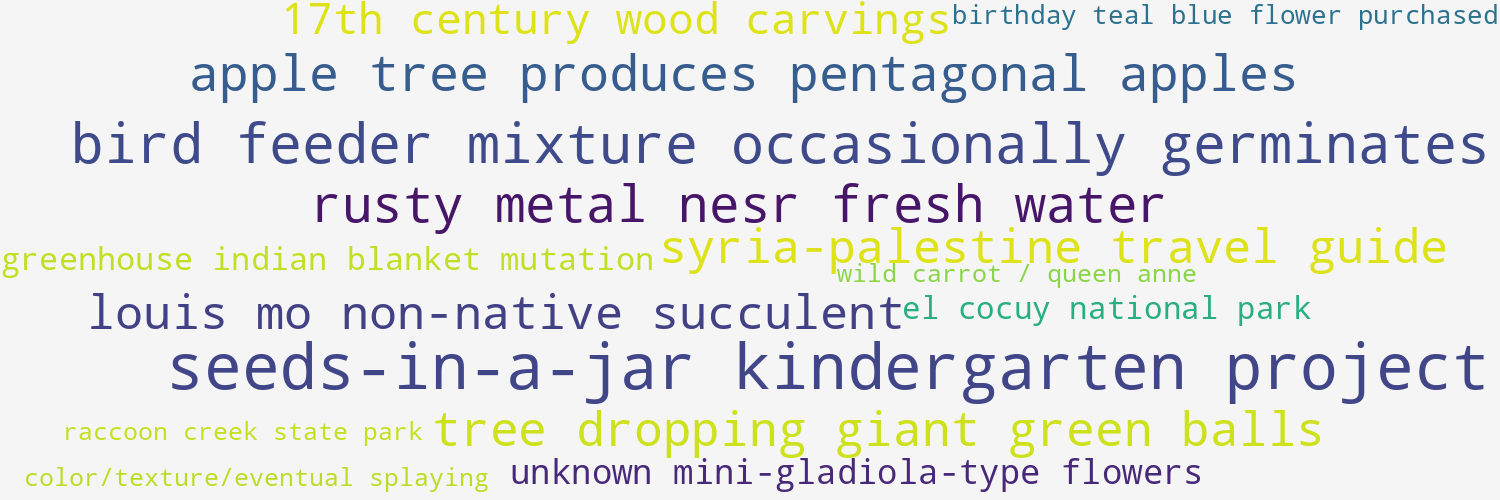 17th century wood carvings
birthday teal blue flower purchased
apple tree produces pentagonal apples
bird feeder mixture occasionally germinates
rusty metal nesr fresh water
syria-palestine travel guide
greenhouse indian blanket mutation
wild carrot / queen anne
louis mo non-native succulent
el cocuy national park
seeds-in-a-jar kindergarten project
raccoon creek state park
tree dropping giant green balls
color/texture/eventual splaying
unknown mini-gladiola-type flowers